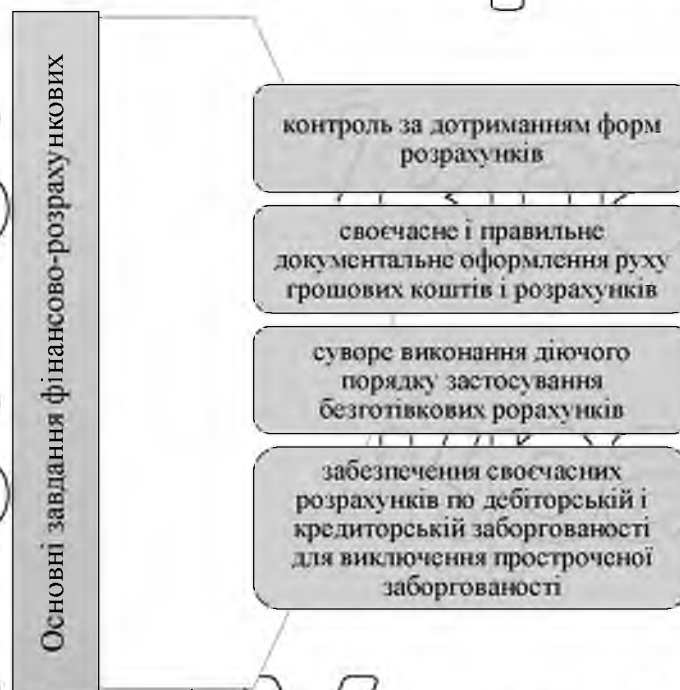 Основні завдання фінансово-розрахункових
контроль за дотриманням форм
розрахунків
своєчасне і правильне
документальне оформлення руху
грошових коштів і розрахунків
суворе виконання діючого
порядку застосування
безготівкових рорахунків
забезпечення своєчасних
розрахунків по дебіторській і
кредиторській заборгованості
для виключення простроченої
заборгованості